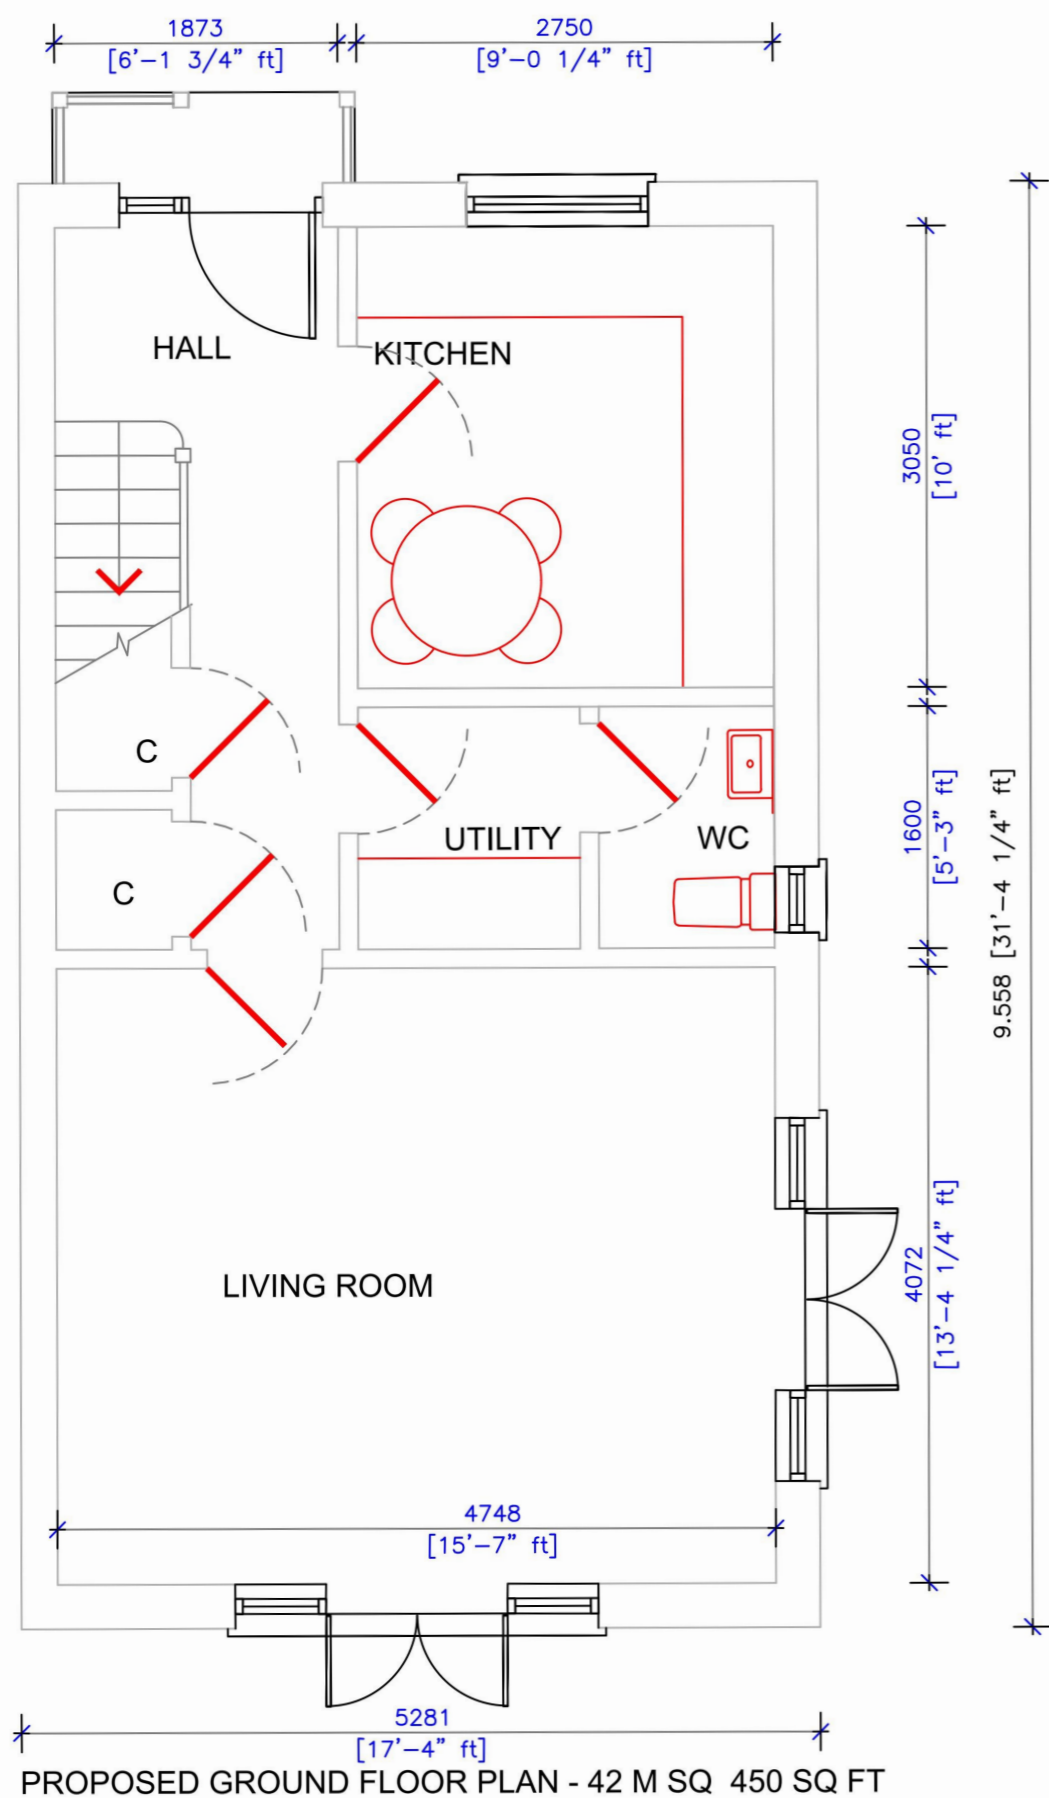 1873
[6'-1 3/4" ft]
2750
[9'-0 1/4" ft]
HALL
KITCHEN
3050
[10' ft]
C
UTILITY
WC
1600
[5'-3" ft]
C
9.558 [31'-4 1/4" ft]
LIVING ROOM
4072
[13'-4 1/4" ft]
4748
[15'-7" ft]
5281
[17'-4" ft]
PROPOSED GROUND FLOOR PLAN - 42 M SQ 450 SQ FT